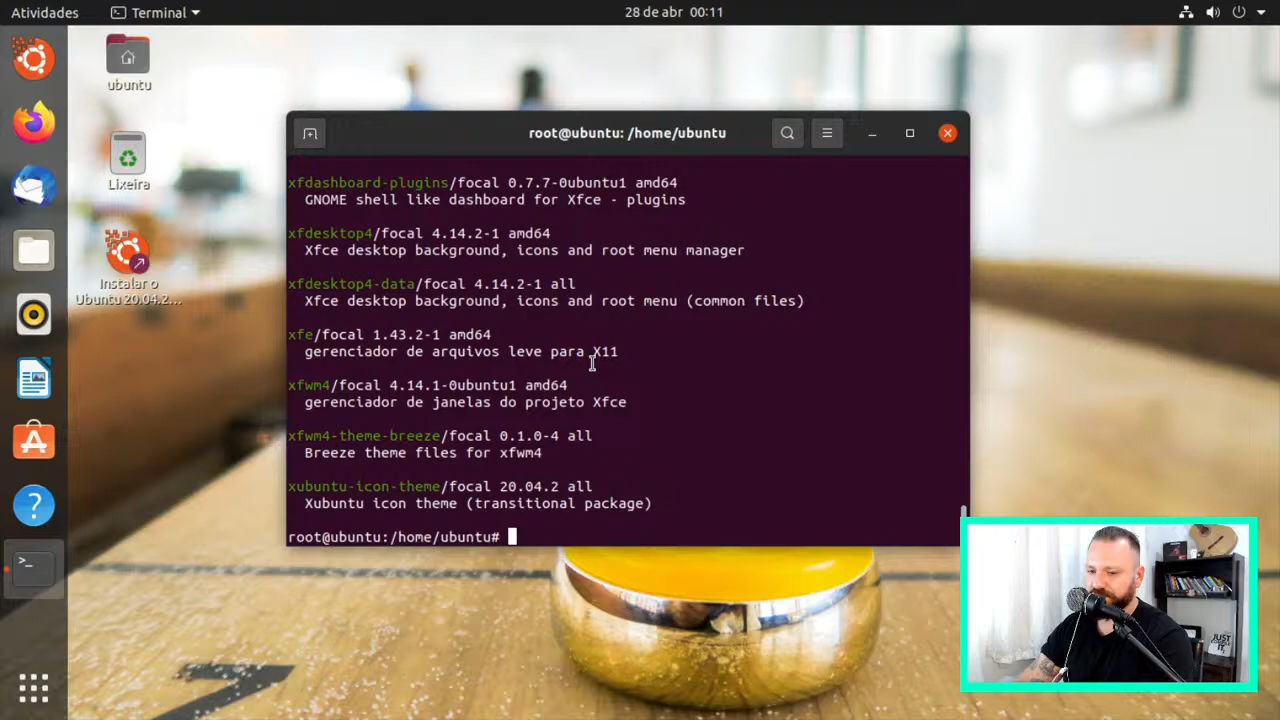 Atividades
Terminal
28 de abr 00:11
ubuntu
Lixeira
Instalar o
Ubuntu 20.04.2...
root@ubuntu: /home/ubuntu
xfdashboard-plugins/focal 0.7.7-0ubuntu1 amd64
GNOME shell like dashboard for Xfce - plugins
xfdesktop4/focal 4.14.2-1 amd64
Xfce desktop background, icons and root menu manager
xfdesktop4-data/focal 4.14.2-1 all
Xfce desktop background, icons and root menu (common files)
xfe/focal 1.43.2-1 amd64
gerenciador de arquivos leve para X11
xfwm4/focal 4.14.1-0ubuntu1 amd64
gerenciador de janelas do projeto Xfce
xfwm4-theme-breeze/focal 0.1.0-4 all
Breeze theme files for xfwm4
xubuntu-icon-theme/focal 20.04.2 all
Xubuntu icon theme (transitional package)
root@ubuntu:/home/ubuntu#
7